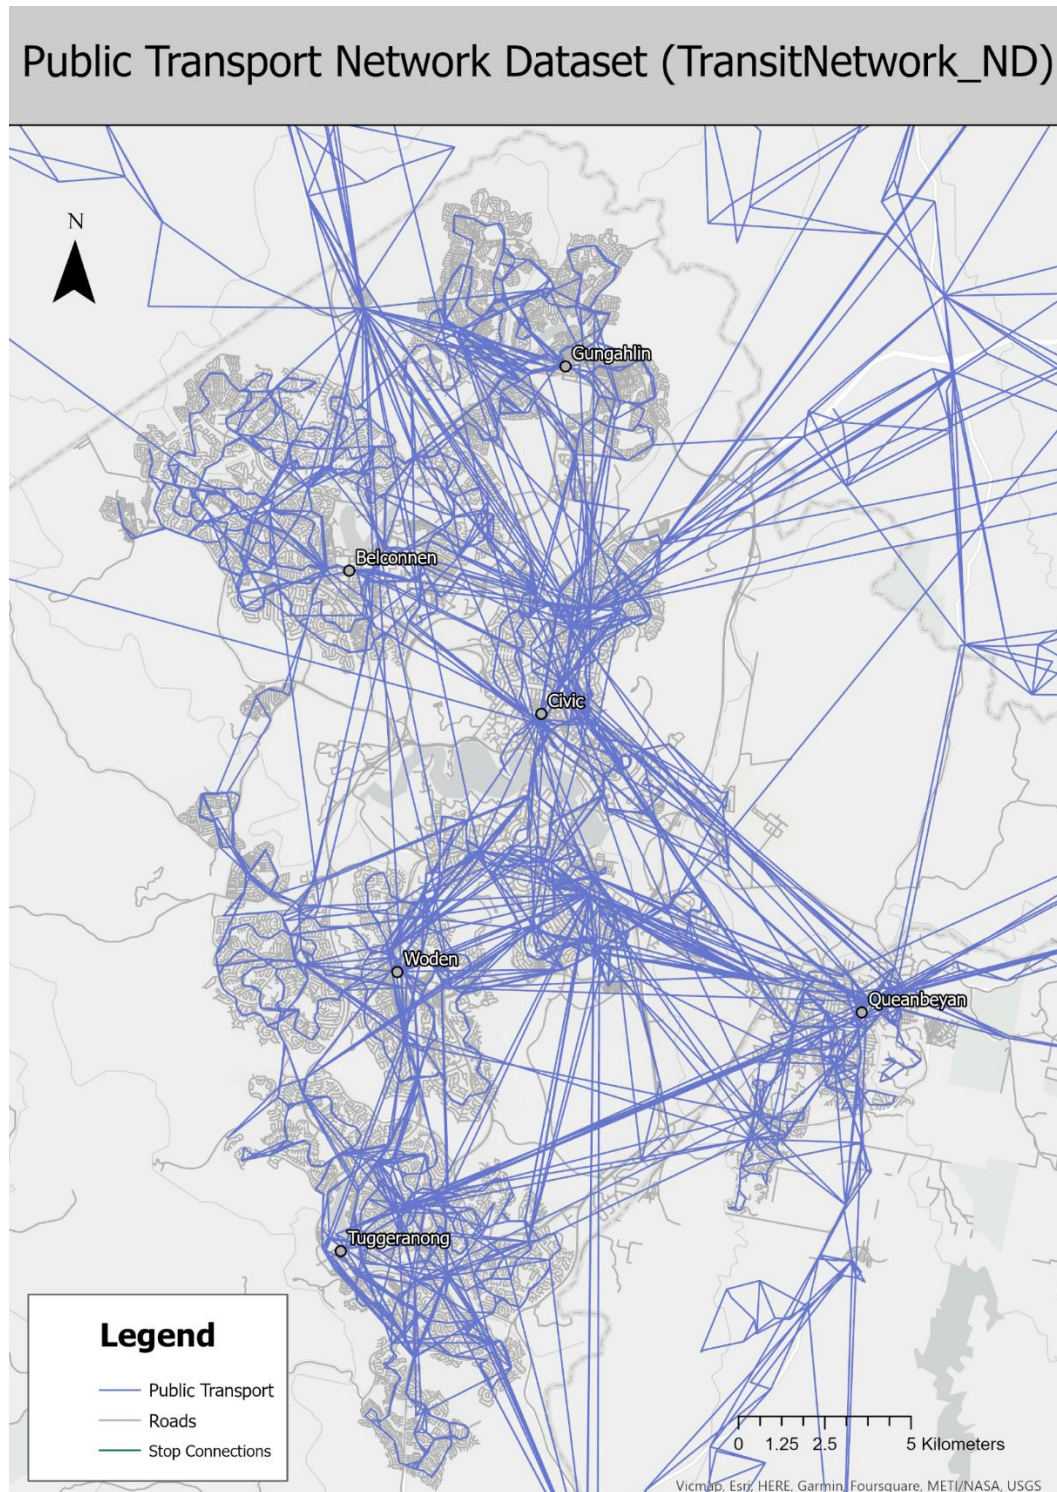 Public Transport Network Dataset (TransitNetwork_ND)
N
Gungahlin
Belconnen
Civic
Woden
Queanbeyan
Tuggeranong
Legend
Public Transport
Roads
Stop Connections
0 1.25 2.5 5 Kilometers
Vicmap, Esri, HERE, Garmin, Foursquare, METI/NASA, USGS